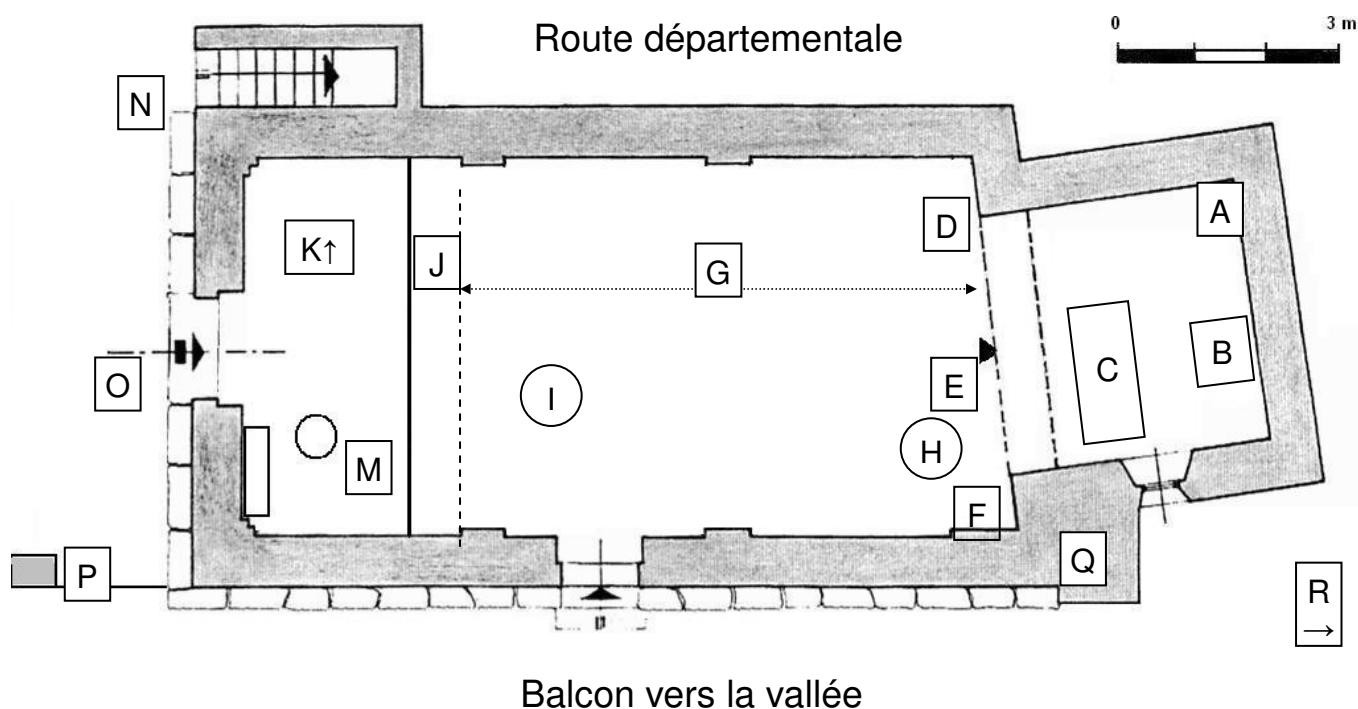 0 3 m
Route départementale
N
A
K↑
D
J
G
B
C
O
E
I
H
M
F
Q
P
R
→
Balcon vers la vallée